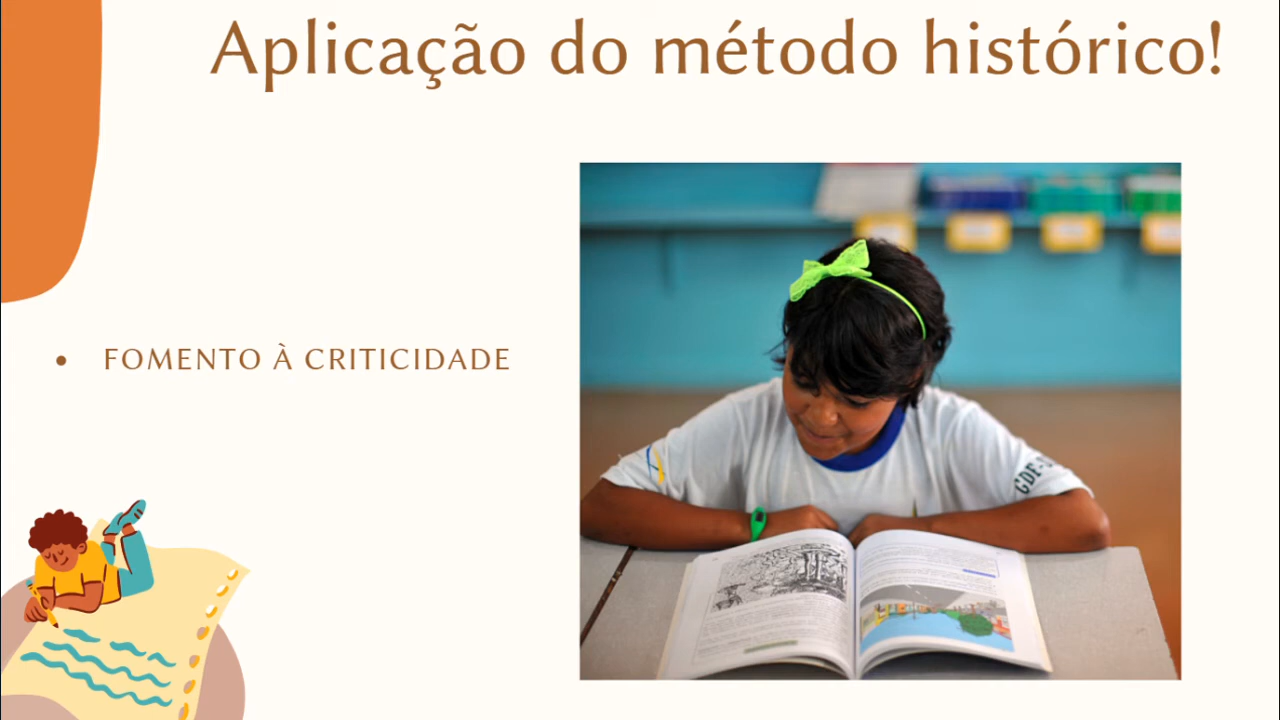 Aplicação do método histórico!
• FOMENTO À CRITICIDADE